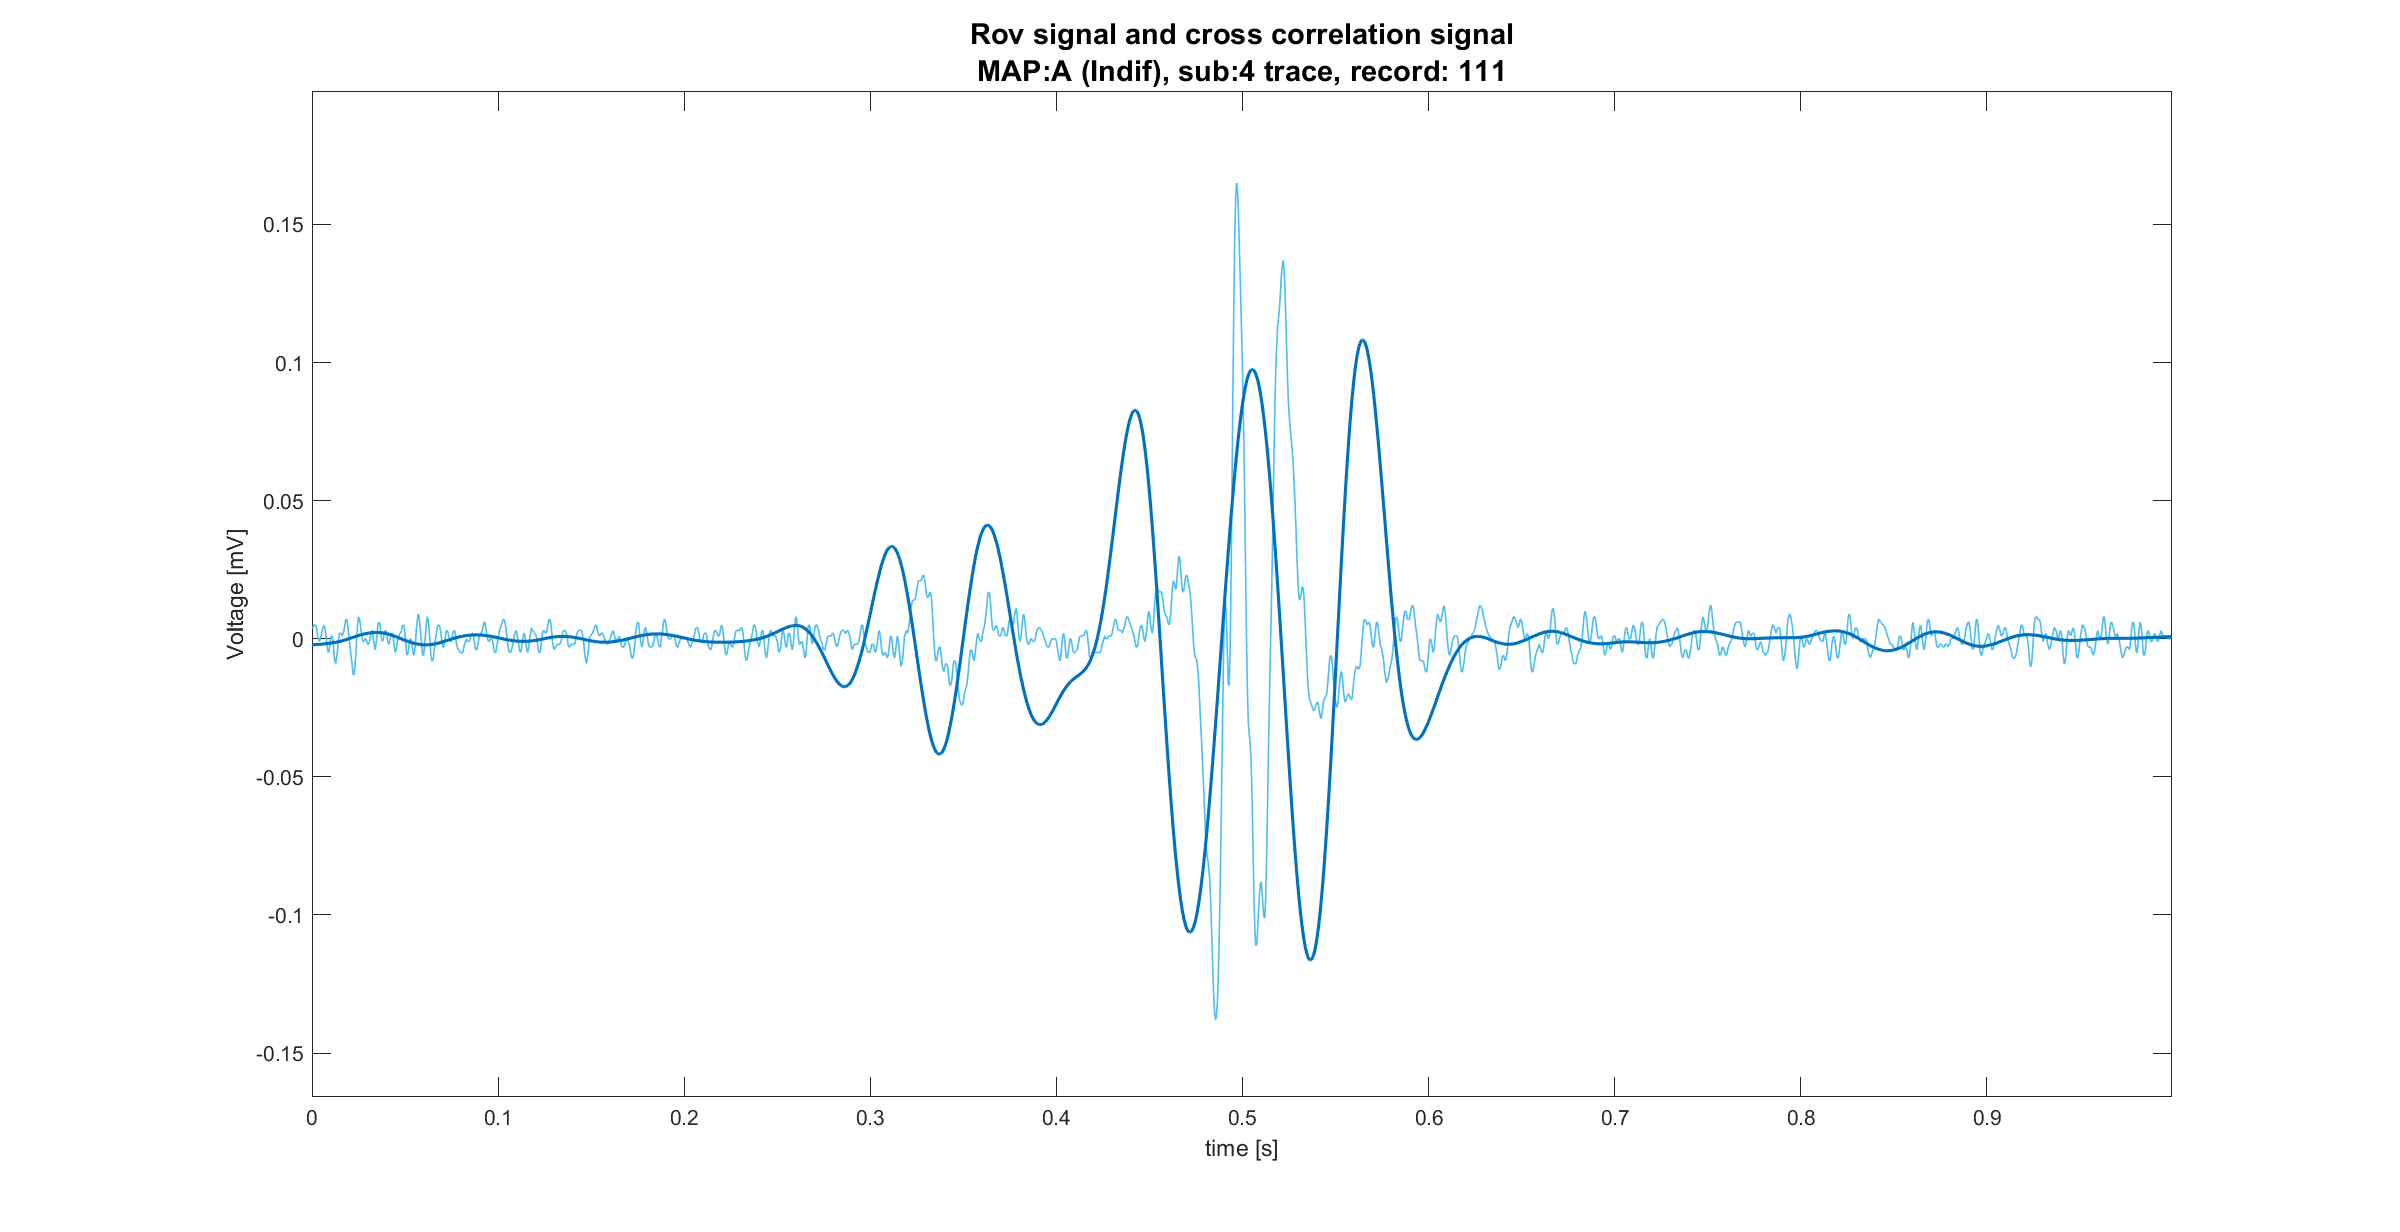 Rov signal and cross correlation signal
MAP:A (Indif), sub:4 trace, record: 111
0.15
0.1
0.05
0
-0.05
-0.1
-0.15
Voltage [mV]
0 0.1 0.2 0.3 0.4 0.5 0.6 0.7 0.8 0.9
time [s]